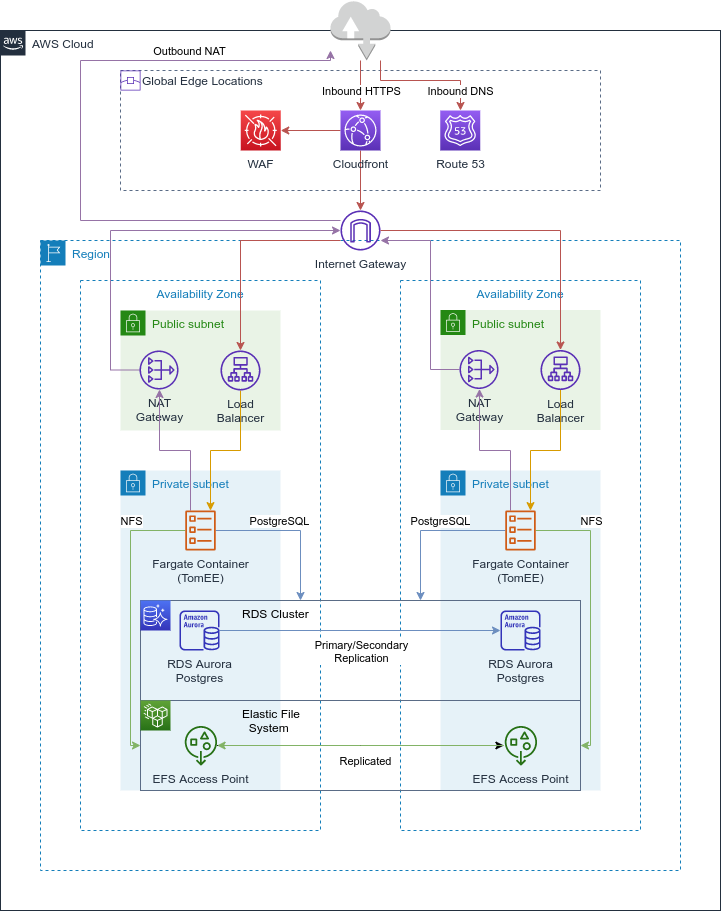 aws
AWS Cloud
Outbound NAT
Global Edge Locations
Inbound HTTPS
Inbound DNS
53
WAF
Cloudfront
Route 53
Internet Gateway
Region
Availability Zone
Availability Zone
Public subnet
Public subnet
NAT
Gateway
Load
Balancer
NAT
Gateway
Load
Balancer
Private subnet
Private subnet
NFS
PostgreSQL
PostgreSQL
NFS
Fargate Container
(TomEE)
Fargate Container
(TomEE)
RDS Cluster
Amazon
Aurora
Amazon
Aurora
Primary/Secondary
Replication
RDS Aurora
Postgres
RDS Aurora
Postgres
Elastic File
System
Replicated
EFS Access Point
EFS Access Point